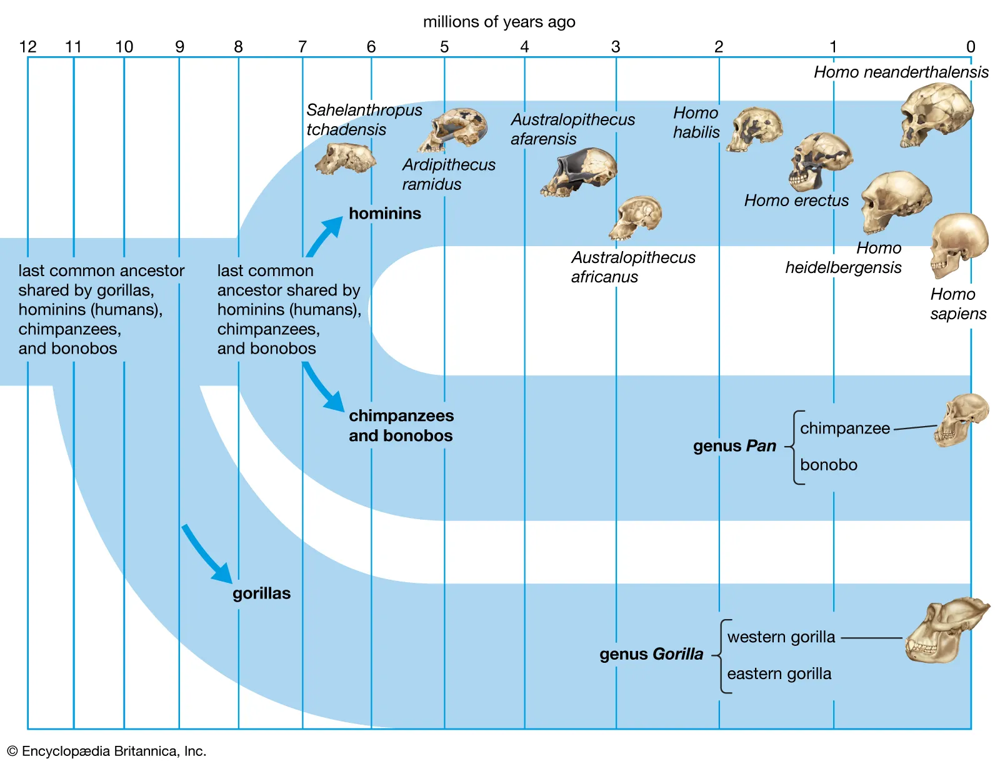 millions of years ago
12 11 10 9 8 7 6 5 4 3 2 1 0
Homo neanderthalensis
Sahelanthropus
tchadensis
Ardipithecus
ramidus
Australopithecus
afarensis
Homo
habilis
Homo erectus
hominins
Australopithecus
africanus
Homo
heidelbergensis
Homo
sapiens
last common ancestor
shared by gorillas,
hominins (humans),
chimpanzees,
and bonobos
last common
ancestor shared by
hominins (humans),
chimpanzees,
and bonobos
chimpanzees
and bonobos
genus Pan
chimpanzee
bonobo
gorillas
genus Gorilla
western gorilla
eastern gorilla
© Encyclopædia Britannica, Inc.